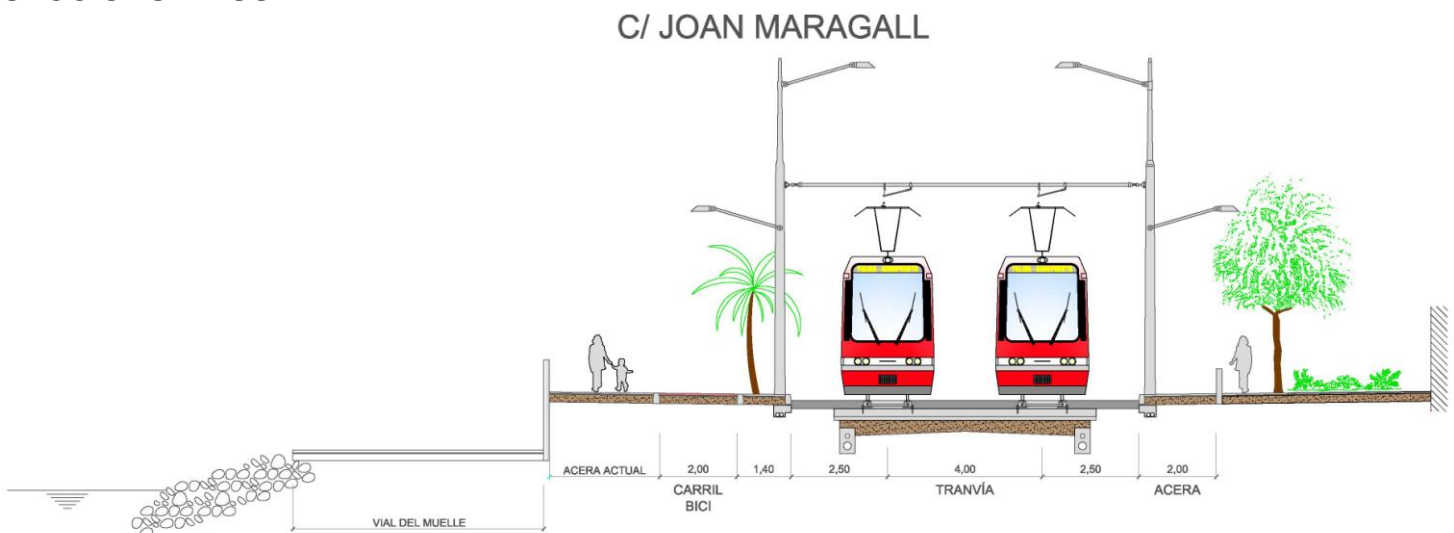 C/ JOAN MARAGALL
ACERA ACTUAL
2,00
1,40
2,50
4,00
2,50
2,00
CARRIL
BICI
TRANVÍA
ACERA
VIAL DEL MUELLE